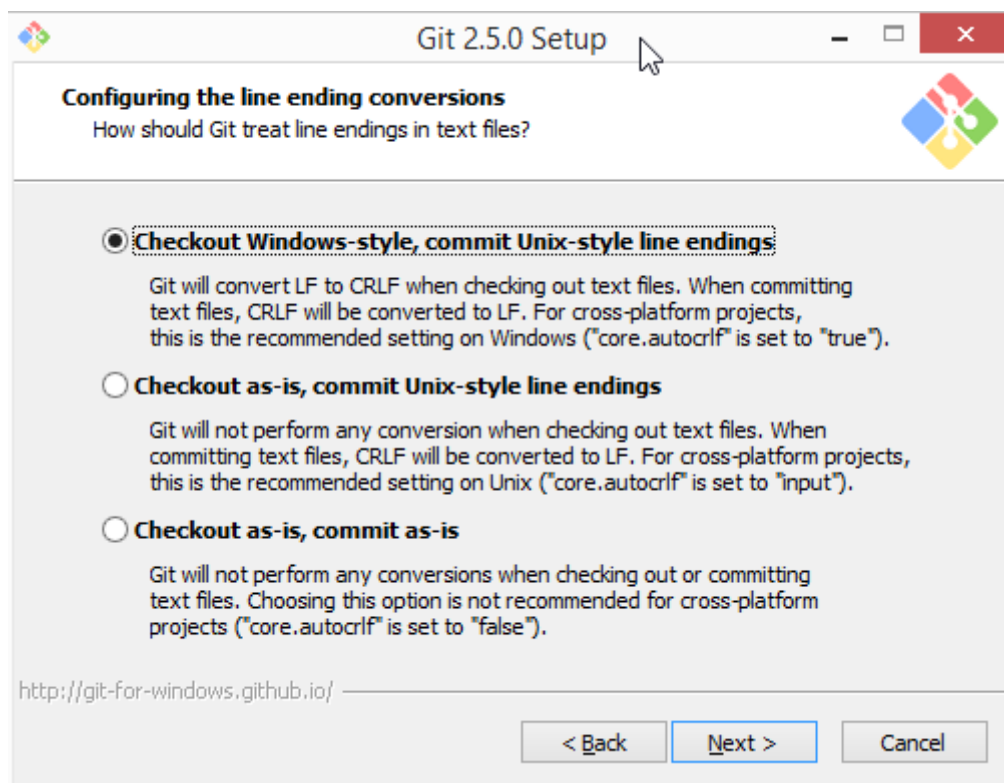 Git 2.5.0 Setup
Configuring the line ending conversions
How should Git treat line endings in text files?
Checkout Windows-style, commit Unix-style line endings
Git will convert LF to CRLF when checking out text files. When committing
text files, CRLF will be converted to LF. For cross-platform projects,
this is the recommended setting on Windows ("core.autocrlf" is set to "true").
Checkout as-is, commit Unix-style line endings
Git will not perform any conversion when checking out text files. When
committing text files, CRLF will be converted to LF. For cross-platform projects,
this is the recommended setting on Unix ("core.autocrlf" is set to "input").
Checkout as-is, commit as-is
Git will not perform any conversions when checking out or committing
text files. Choosing this option is not recommended for cross-platform
projects ("core.autocrlf" is set to "false").
http://git-for-windows.github.io/
< Back Next > Cancel